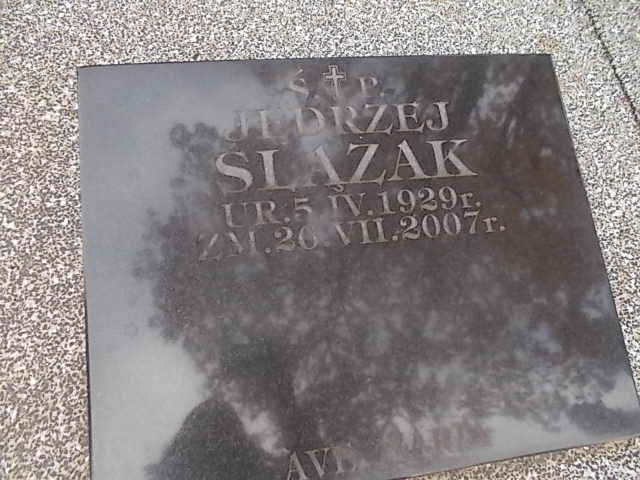 Ś. P.
JĘDRZEJ
ŚLĄZAK
UR.5 IV.1929r.
ZM.26.VII.2007r.
AVE MARIA